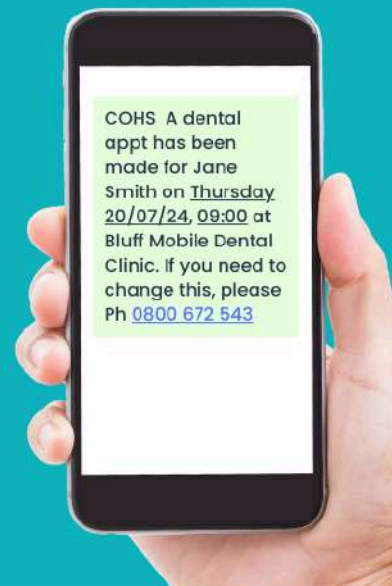 COHS A dental
appt has been
made for Jane
Smith on Thursday
20/07/24, 09:00 at
Bluff Mobile Dental
Clinic. If you need to
change this, please
Ph 0800 672 543